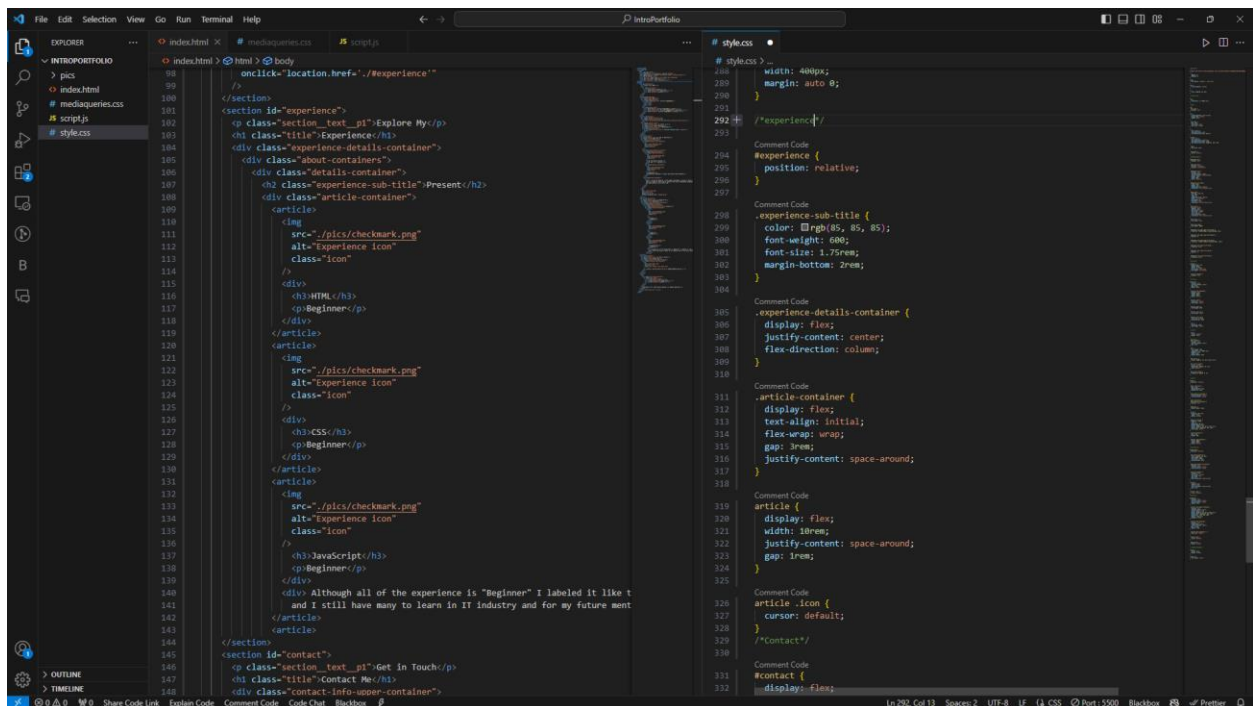 File Edit Selection View Go Run Terminal Help
IntroPortfolio
EXPLORER
INTROPORTFOLIO
pics
index.html
# mediaqueries.css
JS script.js
# style.css
OUTLINE
TIMELINE
index.html # mediaqueries.css JS script.js
index.html > html > body
98 onclick="location.href='./#experience'"
99 />
100 </section>
101 <section id="experience">
102 <p class="section__text__p1">Explore My</p>
103 <h1 class="title">Experience</h1>
104 <div class="experience-details-container">
105 <div class="about-containers">
106 <div class="details-container">
107 <h2 class="experience-sub-title">Present</h2>
108 <div class="article-container">
109 <article>
110 <img
111 src="./pics/checkmark.png"
112 alt="Experience icon"
113 class="icon"
114 />
115 <div>
116 <h3>HTML</h3>
117 <p>Beginner</p>
118 </div>
119 </article>
120 <article>
121 <img
122 src="./pics/checkmark.png"
123 alt="Experience icon"
124 class="icon"
125 />
126 <div>
127 <h3>CSS</h3>
128 <p>Beginner</p>
129 </div>
130 </article>
131 <article>
132 <img
133 src="./pics/checkmark.png"
134 alt="Experience icon"
135 class="icon"
136 />
137 <h3>JavaScript</h3>
138 <p>Beginner</p>
139 </div>
140 <div> Although all of the experience is "Beginner" I labeled it like t
141 and I still have many to learn in IT industry and for my future ment
142 </article>
143 <article>
144 </section>
145 <section id="contact">
146 <p class="section__text__p1">Get in Touch</p>
147 <h1 class="title">Contact Me</h1>
148 <div class="contact-info-upper-container">
# style.css
# style.css > ...
288 width: 400px;
289 margin: auto 0;
290 }
291
292 /*experience*/
293
Comment Code
294 #experience {
295 position: relative;
296 }
297
Comment Code
298 .experience-sub-title {
299 color: rgb(85, 85, 85);
300 font-weight: 600;
301 font-size: 1.75rem;
302 margin-bottom: 2rem;
303 }
304
Comment Code
305 .experience-details-container {
306 display: flex;
307 justify-content: center;
308 flex-direction: column;
309 }
310
Comment Code
311 .article-container {
312 display: flex;
313 text-align: initial;
314 flex-wrap: wrap;
315 gap: 3rem;
316 justify-content: space-around;
317 }
318
Comment Code
319 article {
320 display: flex;
321 width: 10rem;
322 justify-content: space-around;
323 gap: 1rem;
324 }
325
Comment Code
326 article .icon {
327 cursor: default;
328 }
329 /*Contact*/
330
Comment Code
331 #contact {
332 display: flex;
0 0 0 Share Code Link Explain Code Comment Code Code Chat Blackbox
Ln 292, Col 13 Spaces: 2 UTF-8 LF CSS Port : 5500 Blackbox Prettier